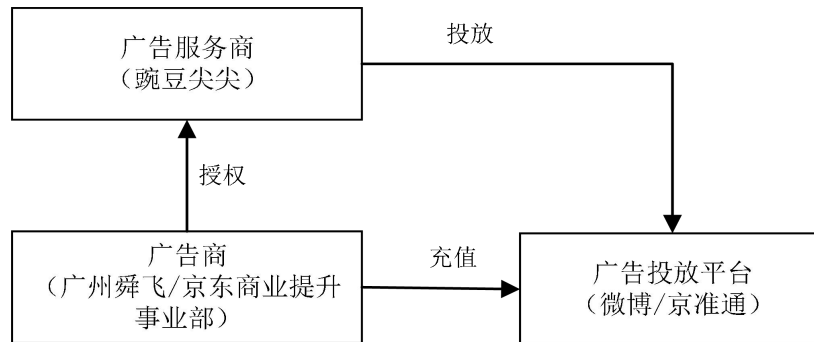 广告服务商
（豌豆尖尖）
投放
授权
广告商
（广州舜飞/京东商业提升
事业部）
充值
广告投放平台
（微博/京准通）